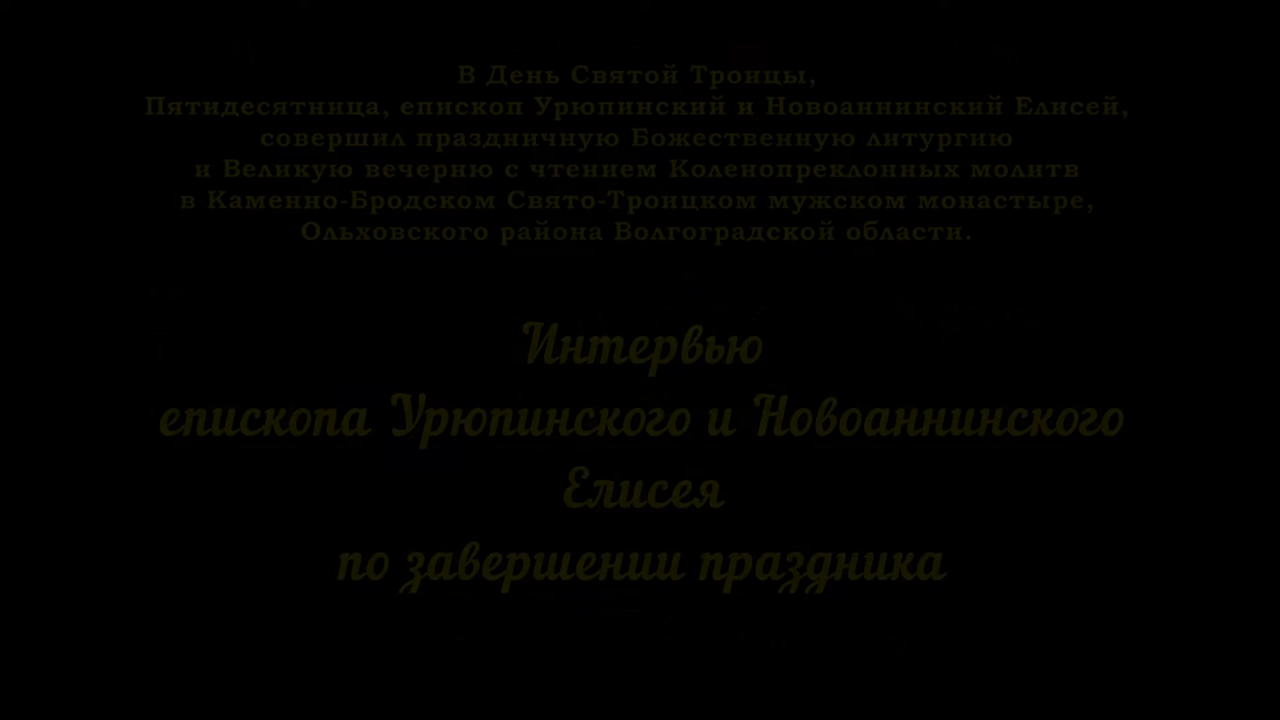 В День Святой Троицы,
Пятидесятница, епископ Урюпинский и Новоаннинский Елисей,
совершил праздничную Божественную литургию
и Великую вечерню с чтением Коленопреклонных молитв
в Каменно-Бродском Свято-Троицком мужском монастыре,
Ольховского района Волгоградской области.
Интервью
епископа Урюпинского и Новоаннинского
Елисея
по завершении праздника